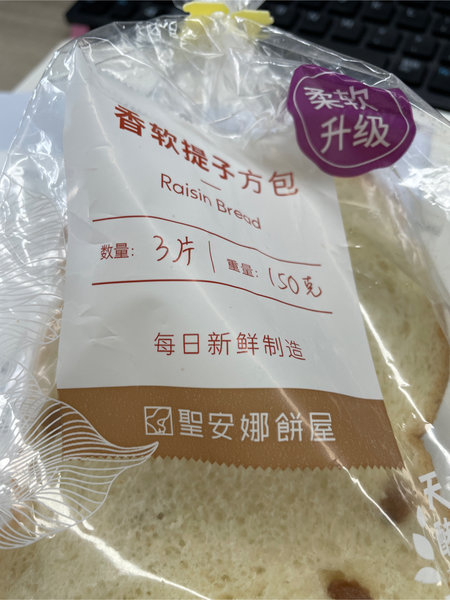 柔软
升级
香软提子方包
Raisin Bread
数量: 3片 | 重量: 150克
每日新鲜制造
聖安娜餅屋
天